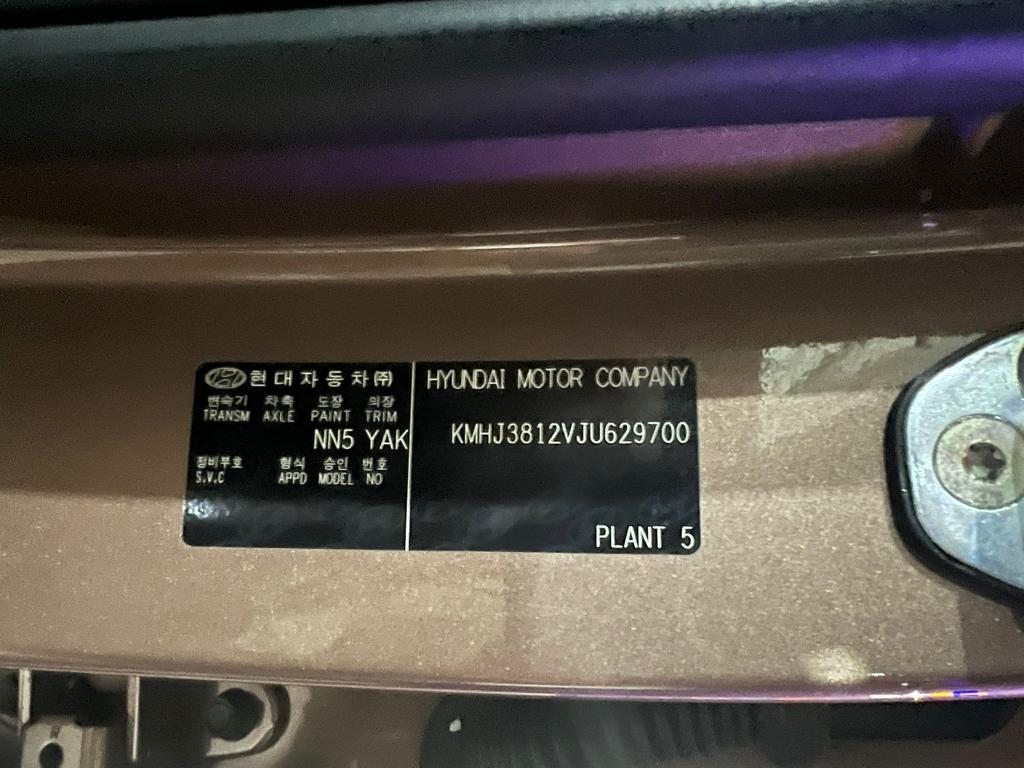 현대자동차㈜
변속기 차축 도장 의장
TRANSM AXLE PAINT TRIM
NN5 YAK
정비부호 형식 승인 번호
S.V.C APPD MODEL NO
HYUNDAI MOTOR COMPANY
KMHJ3812VJU629700
PLANT 5